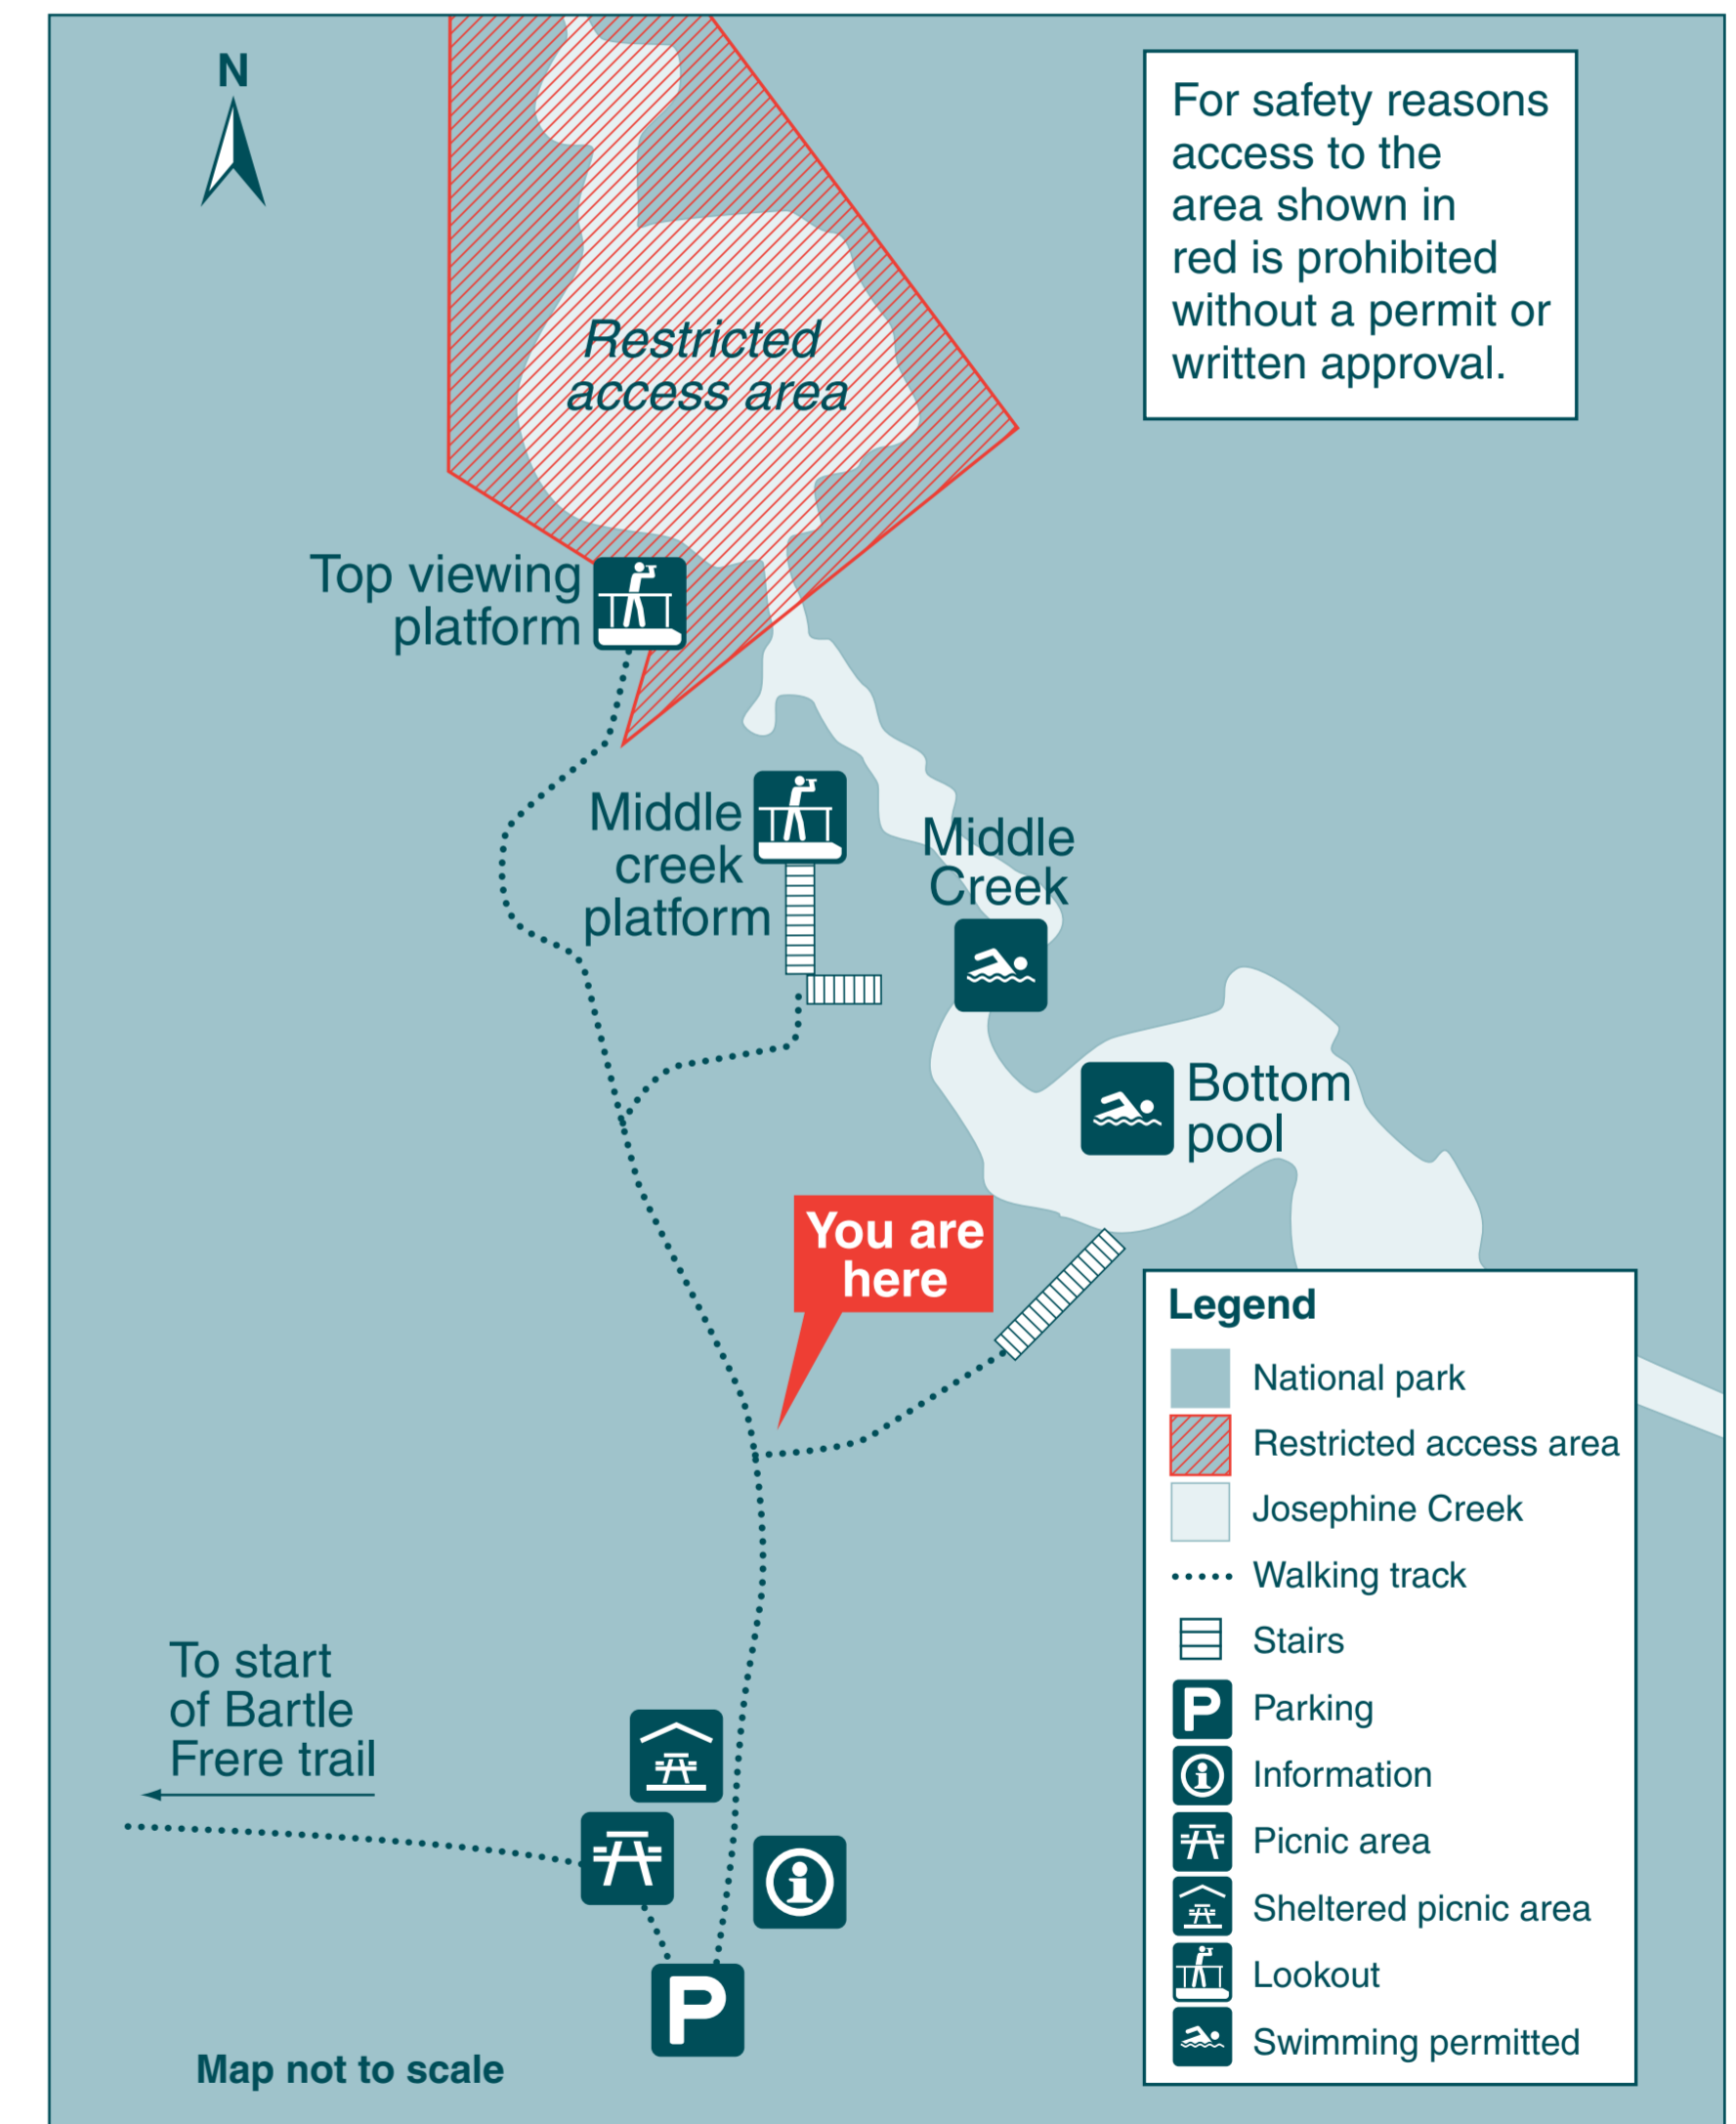 N
For safety reasons
access to the
area shown in
red is prohibited
without a permit or
written approval.
Restricted
access area
Top viewing
platform
Middle
creek
platform
Middle
Creek
Bottom
pool
You are
here
To start
of Bartle
Frere trail
P
Map not to scale
Legend
National park
Restricted access area
Josephine Creek
Walking track
Stairs
P Parking
i Information
Picnic area
Sheltered picnic area
Lookout
Swimming permitted